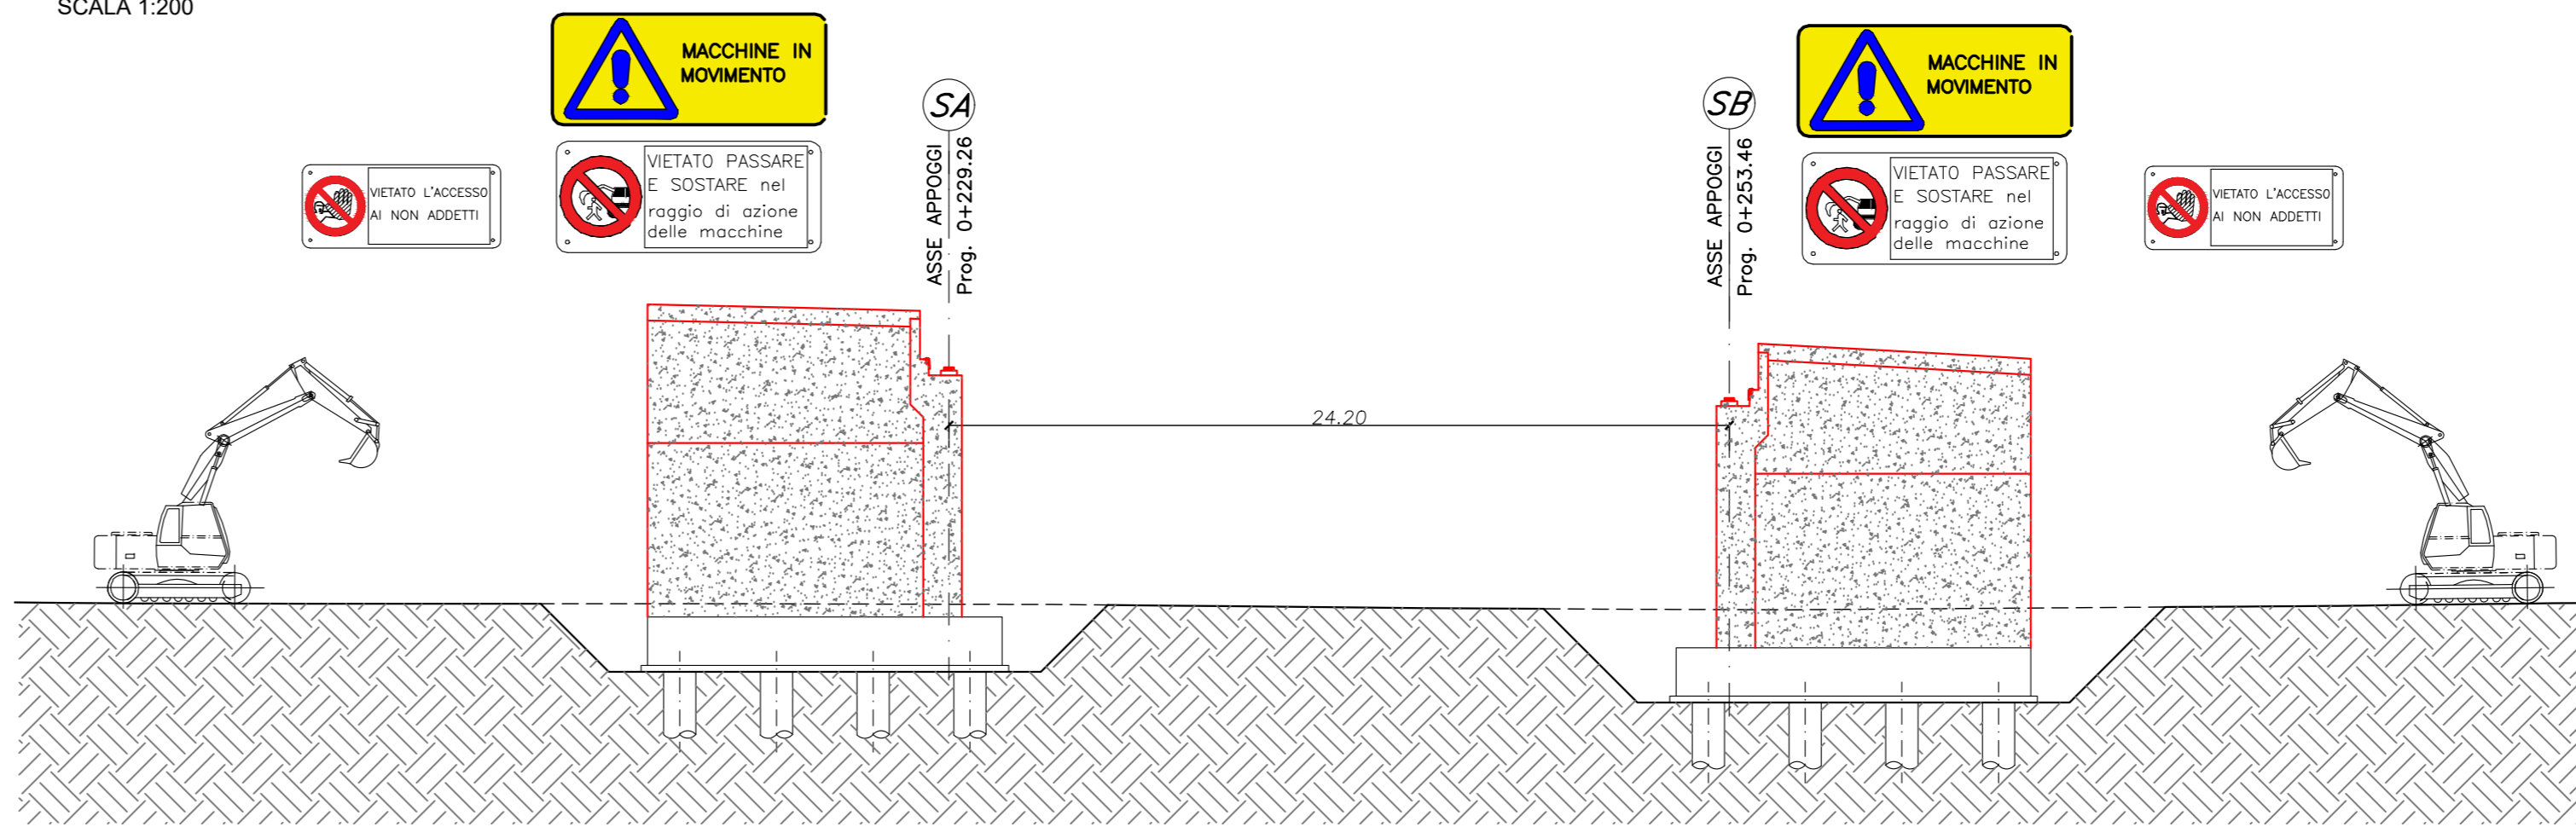 SCALA 1:200
MACCHINE IN
MOVIMENTO
VIETATO L'ACCESSO
AI NON ADDETTI
VIETATO PASSARE
E SOSTARE nel
raggio di azione
delle macchine
SA
ASSE APPOGGI
Prog. 0+229.26
SB
ASSE APPOGGI
Prog. 0+253.46
MACCHINE IN
MOVIMENTO
VIETATO PASSARE
E SOSTARE nel
raggio di azione
delle macchine
VIETATO L'ACCESSO
AI NON ADDETTI
24.20